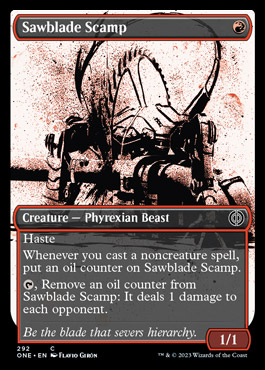 Sawblade Scamp
Creature — Phyrexian Beast
Haste
Whenever you cast a noncreature spell,
put an oil counter on Sawblade Scamp.
, Remove an oil counter from
Sawblade Scamp: It deals 1 damage to
each opponent.
Be the blade that severs hierarchy.
1/1
292 C
ONE • EN Flavio Girón
™ & © 2023 Wizards of the Coast